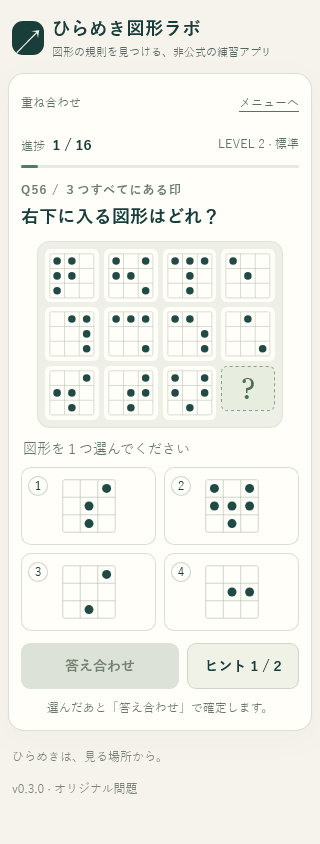 ひらめき図形ラボ
図形の規則を見つける、非公式の練習アプリ
重ね合わせ
メニューへ
進捗 1 / 16
LEVEL 2 · 標準
Q56 / 3つすべてにある印
右下に入る図形はどれ？
?
図形を1つ選んでください
1
2
3
4
答え合わせ
ヒント 1 / 2
選んだあと「答え合わせ」で確定します。
ひらめきは、見る場所から。
v0.3.0 · オリジナル問題